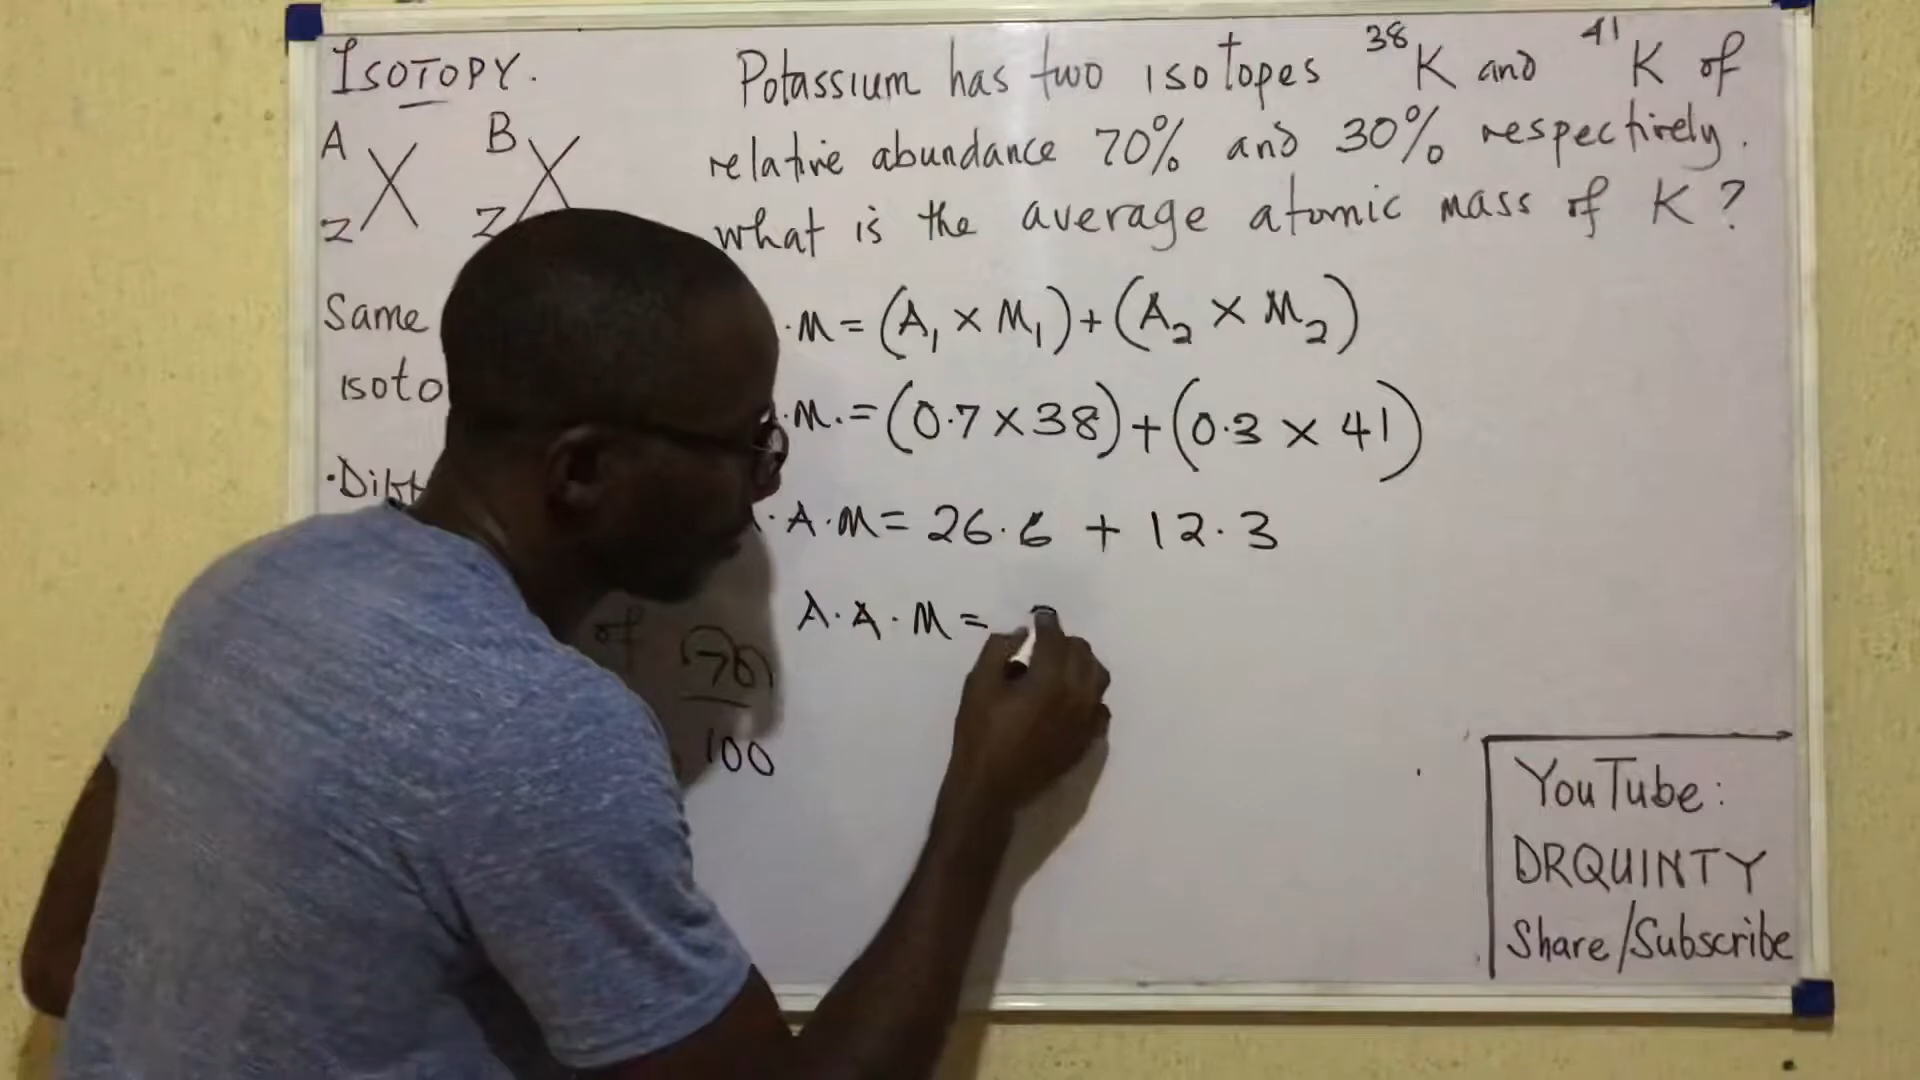 ISOTOPY.
A X B X
Z Z
Same
isoto
Potassium has two isotopes ³⁸K and ⁴¹K of
relative abundance 70% and 30% respectively.
what is the average atomic mass of K?
.M = (A₁ × M₁) + (A₂ × M₂)
.M. = (0.7 × 38) + (0.3 × 41)
.A.M = 26.6 + 12.3
A.A.M =
of 70
100
YouTube:
DRQUINTY
Share/Subscribe